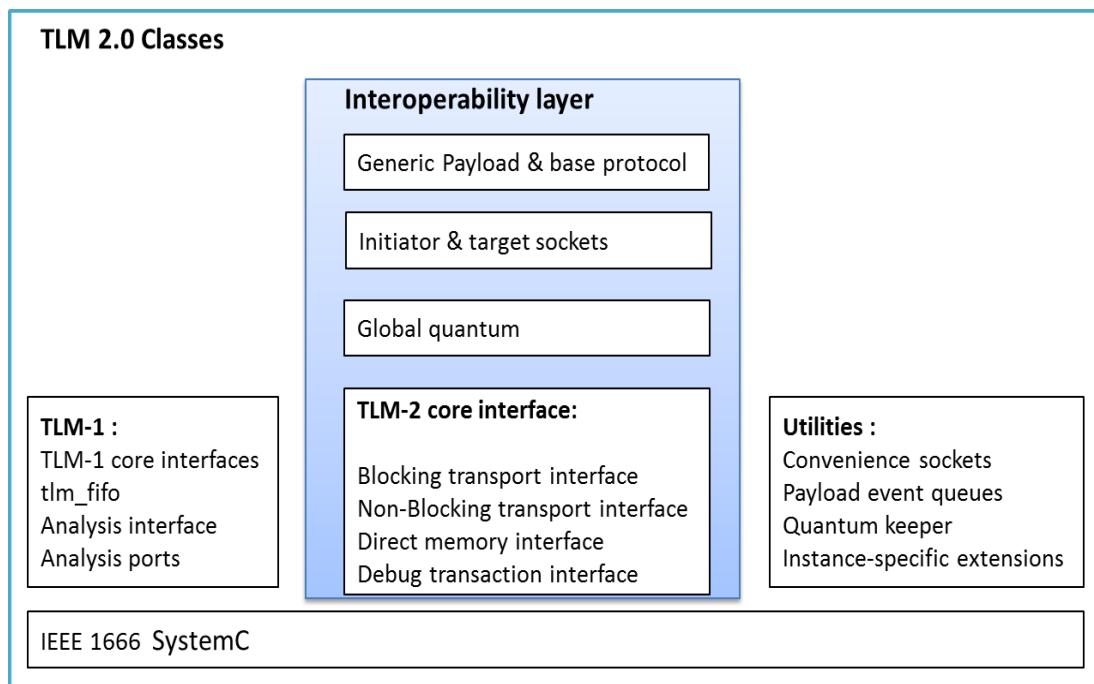 TLM 2.0 Classes
Interoperability layer
Generic Payload & base protocol
Initiator & target sockets
Global quantum
TLM-1 :
TLM-1 core interfaces
tlm_fifo
Analysis interface
Analysis ports
TLM-2 core interface:
Blocking transport interface
Non-Blocking transport interface
Direct memory interface
Debug transaction interface
Utilities :
Convenience sockets
Payload event queues
Quantum keeper
Instance-specific extensions
IEEE 1666 SystemC